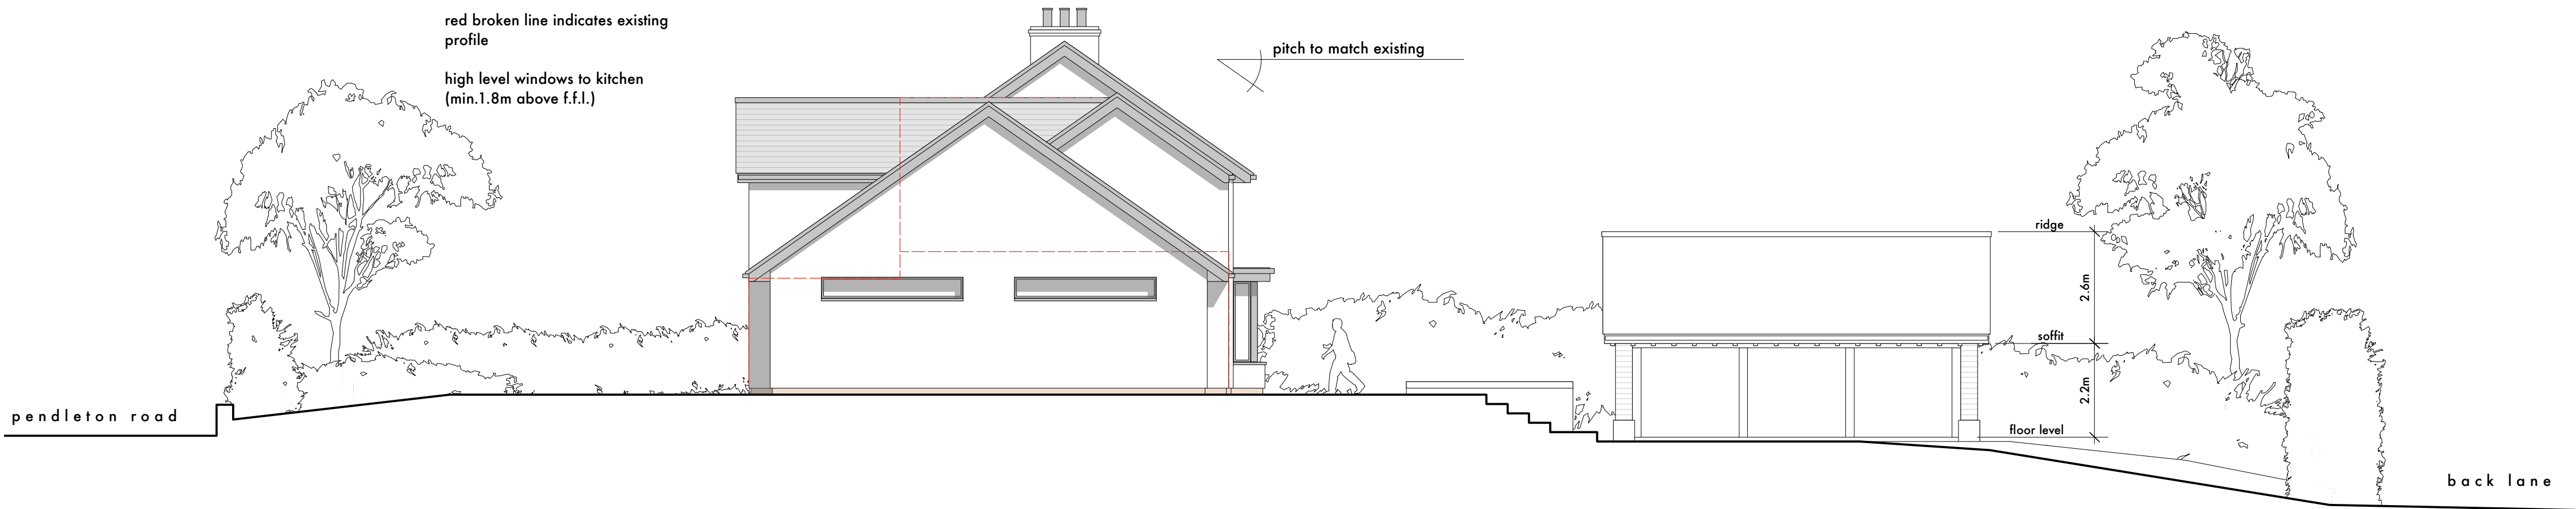 red broken line indicates existing
profile
high level windows to kitchen
(min.1.8m above f.f.l.)
pitch to match existing
ridge
2.6m
soffit
2.2m
floor level
pendleton road
back lane